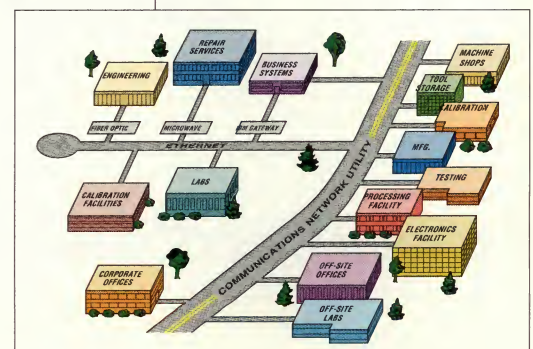 REPAIR
SERVICES
MACHINE
SHOPS
ENGINEERING
BUSINESS
SYSTEMS
TOOL
STORAGE
CALIBRATION
FIBER OPTIC
MICROWAVE
GATEWAY
ETHERNET
MFG.
LABS
TESTING
CALIBRATION
FACILITIES
PROCESSING
FACILITY
COMMUNICATIONS NETWORK UTILITY
ELECTRONICS
FACILITY
CORPORATE
OFFICES
OFF-SITE
OFFICES
OFF-SITE
LABS